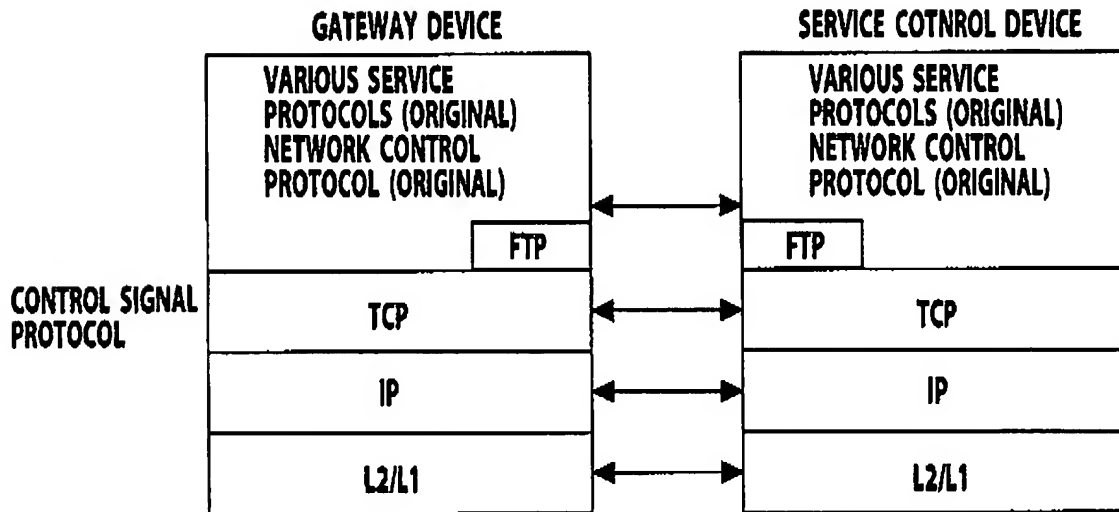 GATEWAY DEVICE
SERVICE COTNROL DEVICE
VARIOUS SERVICE
PROTOCOLS (ORIGINAL)
NETWORK CONTROL
PROTOCOL (ORIGINAL)
VARIOUS SERVICE
PROTOCOLS (ORIGINAL)
NETWORK CONTROL
PROTOCOL (ORIGINAL)
FTP
FTP
CONTROL SIGNAL
PROTOCOL
TCP
TCP
IP
IP
L2/L1
L2/L1